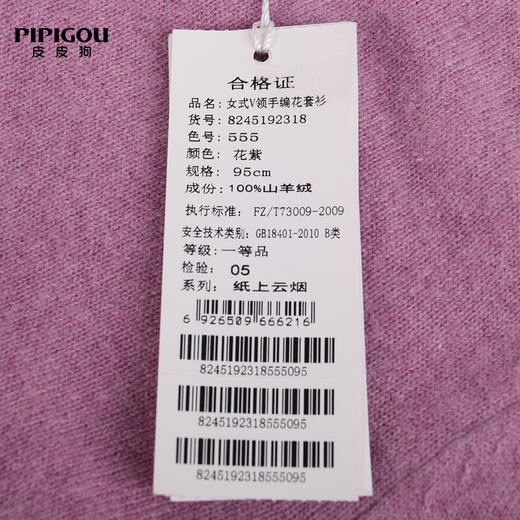 PIPIGOU
皮皮狗
合格证
品名: 女式V领手编花套衫
货号: 8245192318
色号: 555
颜色: 花紫
规格: 95cm
成份: 100%山羊绒
执行标准: FZ/T73009-2009
安全技术类别: GB18401-2010 B类
等级: 一等品
检验: 05
系列: 纸上云烟
6 926509 666216
8245192318555095
8245192318555095
8245192318555095